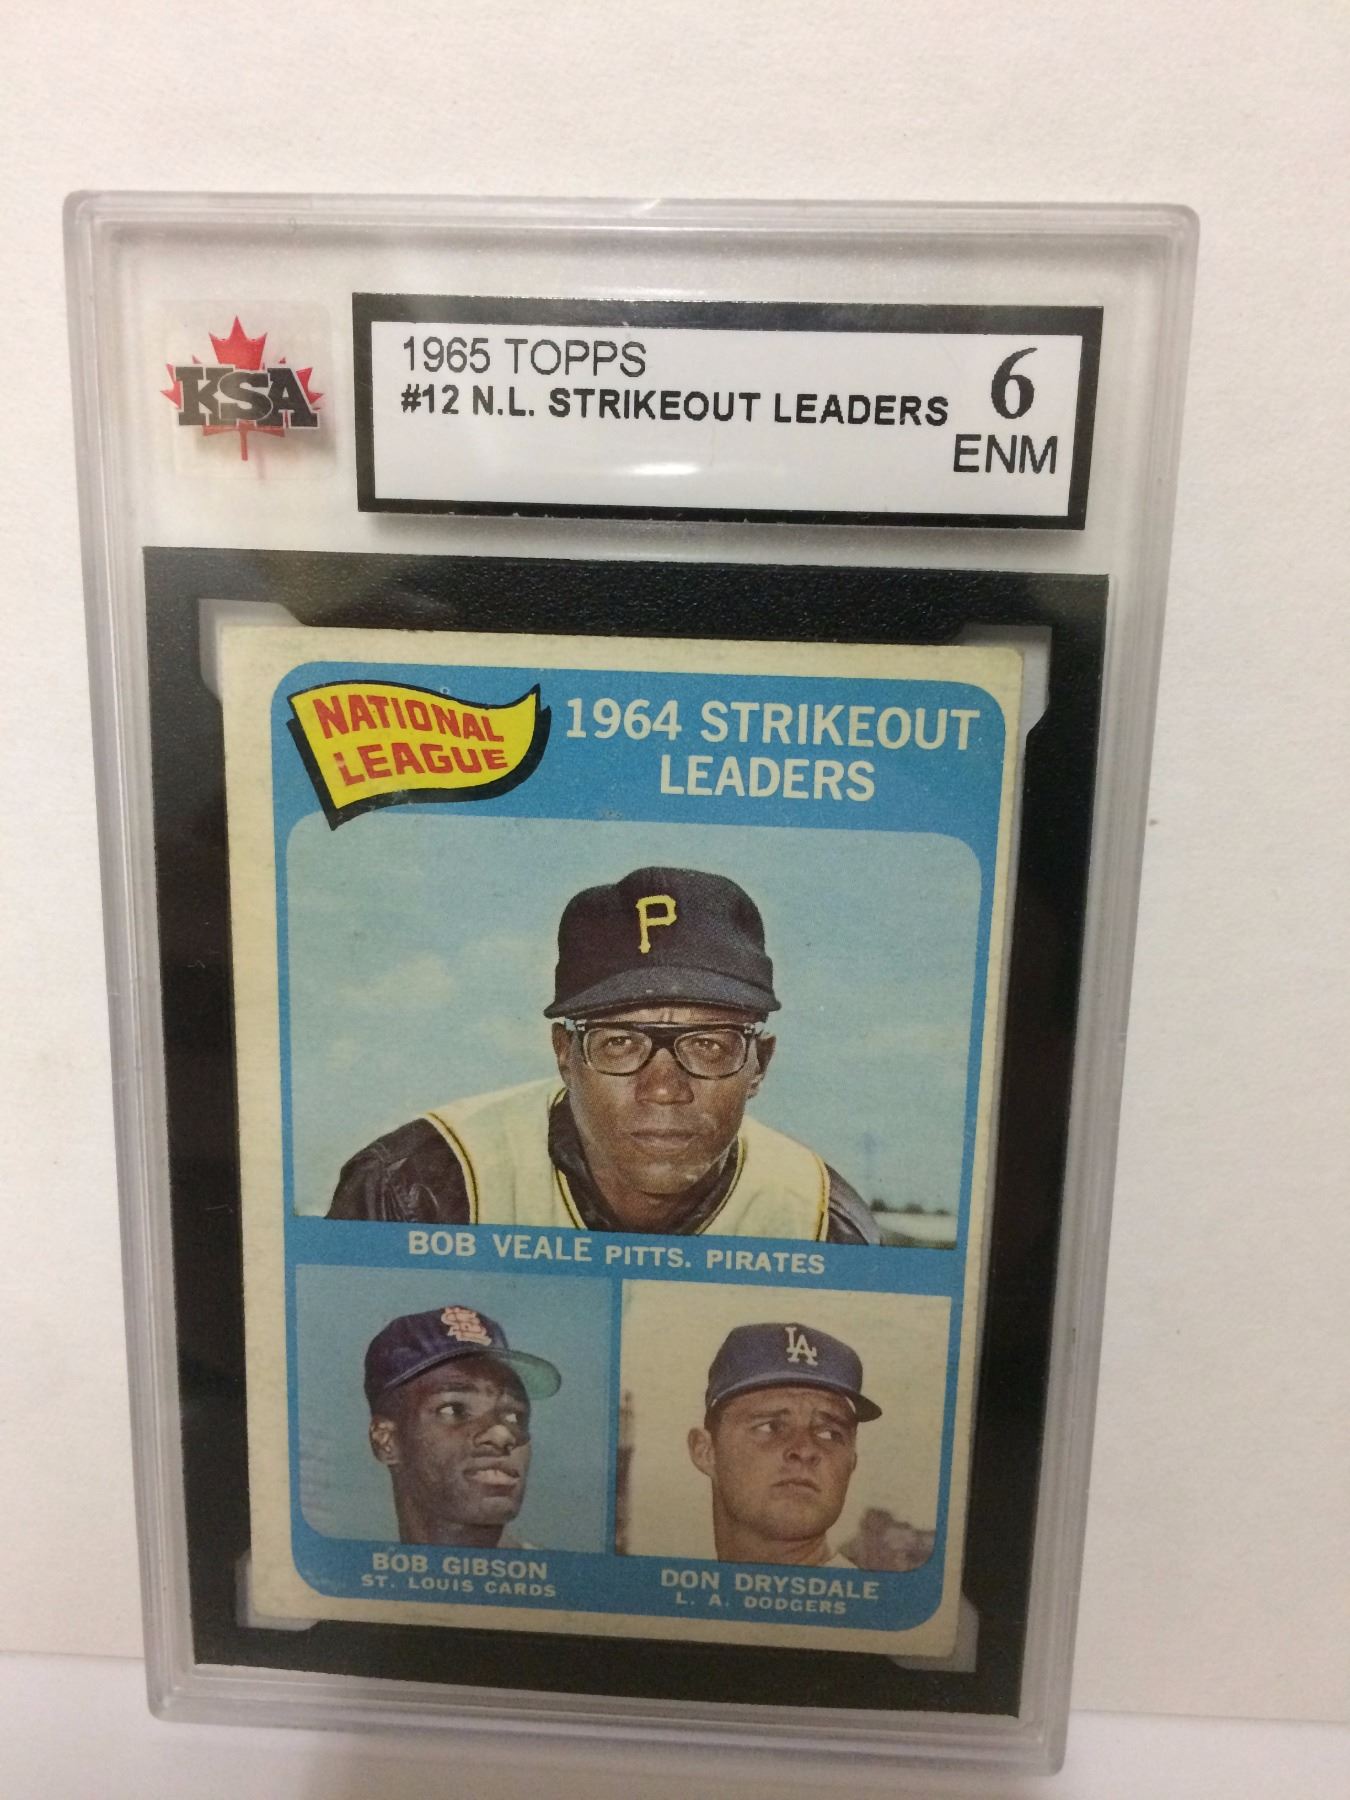 KSA
1965 TOPPS
#12 N.L. STRIKEOUT LEADERS
6
ENM
NATIONAL
LEAGUE
1964 STRIKEOUT
LEADERS
P
BOB VEALE PITTS. PIRATES
STL
LA
BOB GIBSON
ST. LOUIS CARDS
DON DRYSDALE
L. A. DODGERS